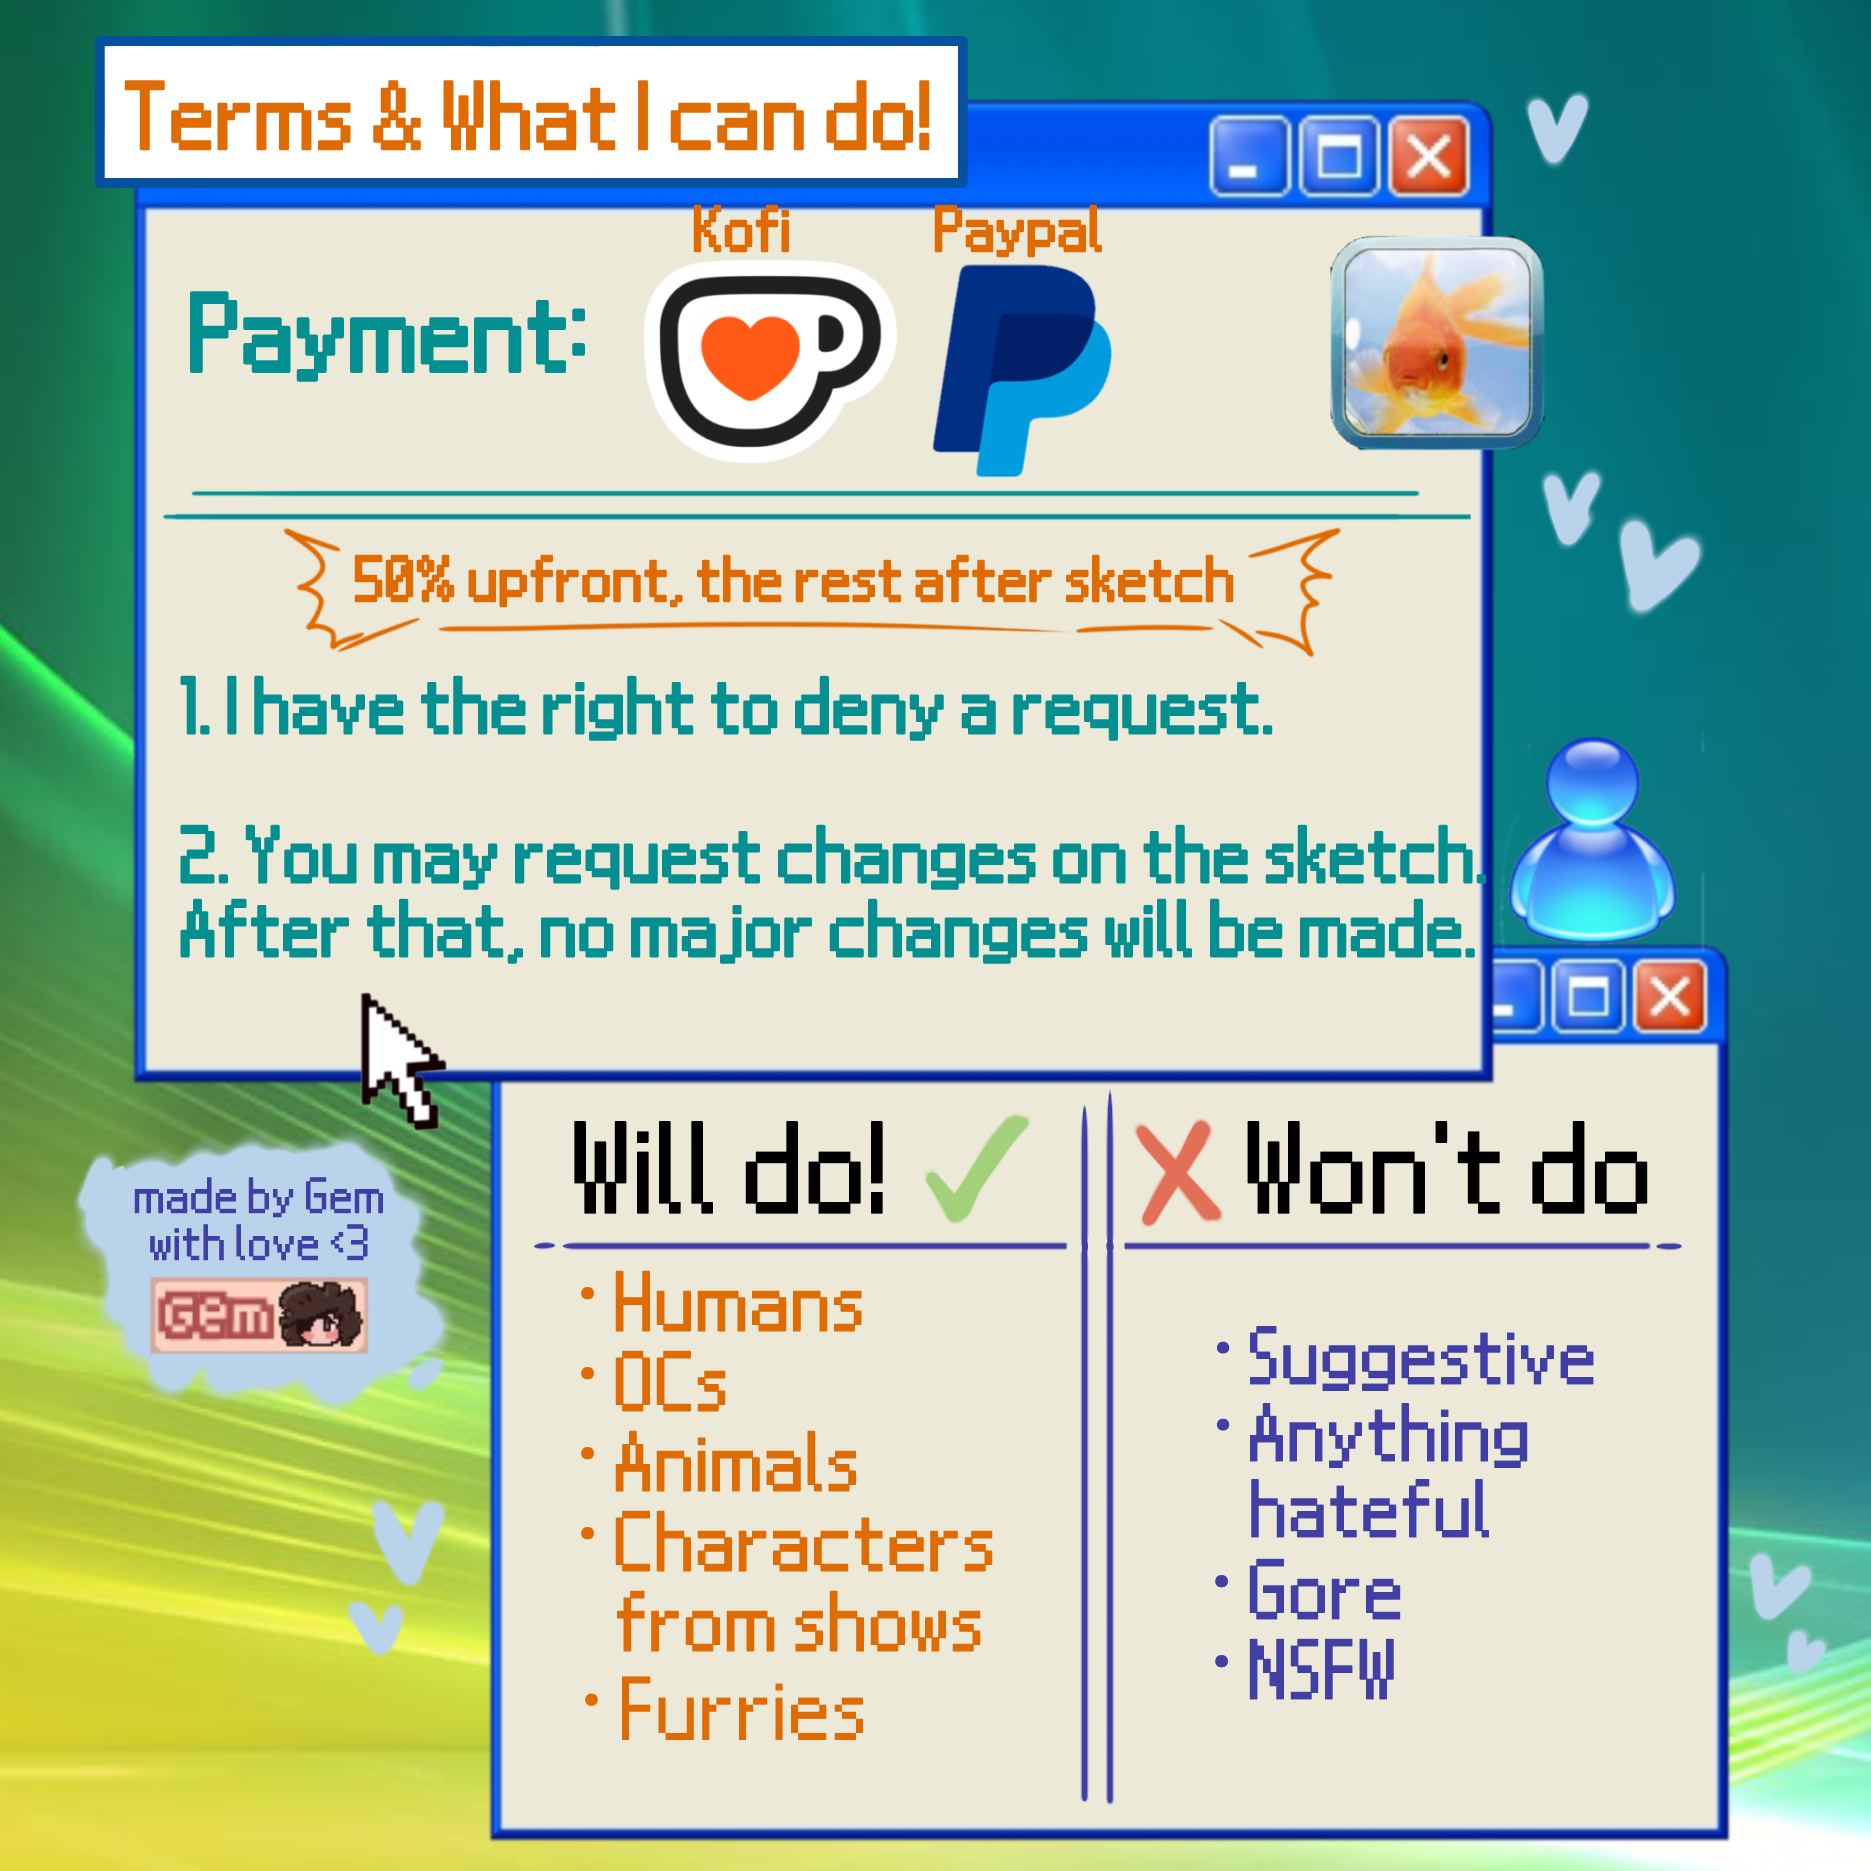 Terms & What I can do!
Kofi
Paypal
Payment:
50% upfront, the rest after sketch
1. I have the right to deny a request.
2. You may request changes on the sketch.
After that, no major changes will be made.
made by Gem
with love <3
Gem
Will do!
• Humans
• OCs
• Animals
• Characters
from shows
• Furries
Won't do
• Suggestive
• Anything
hateful
• Gore
• NSFW